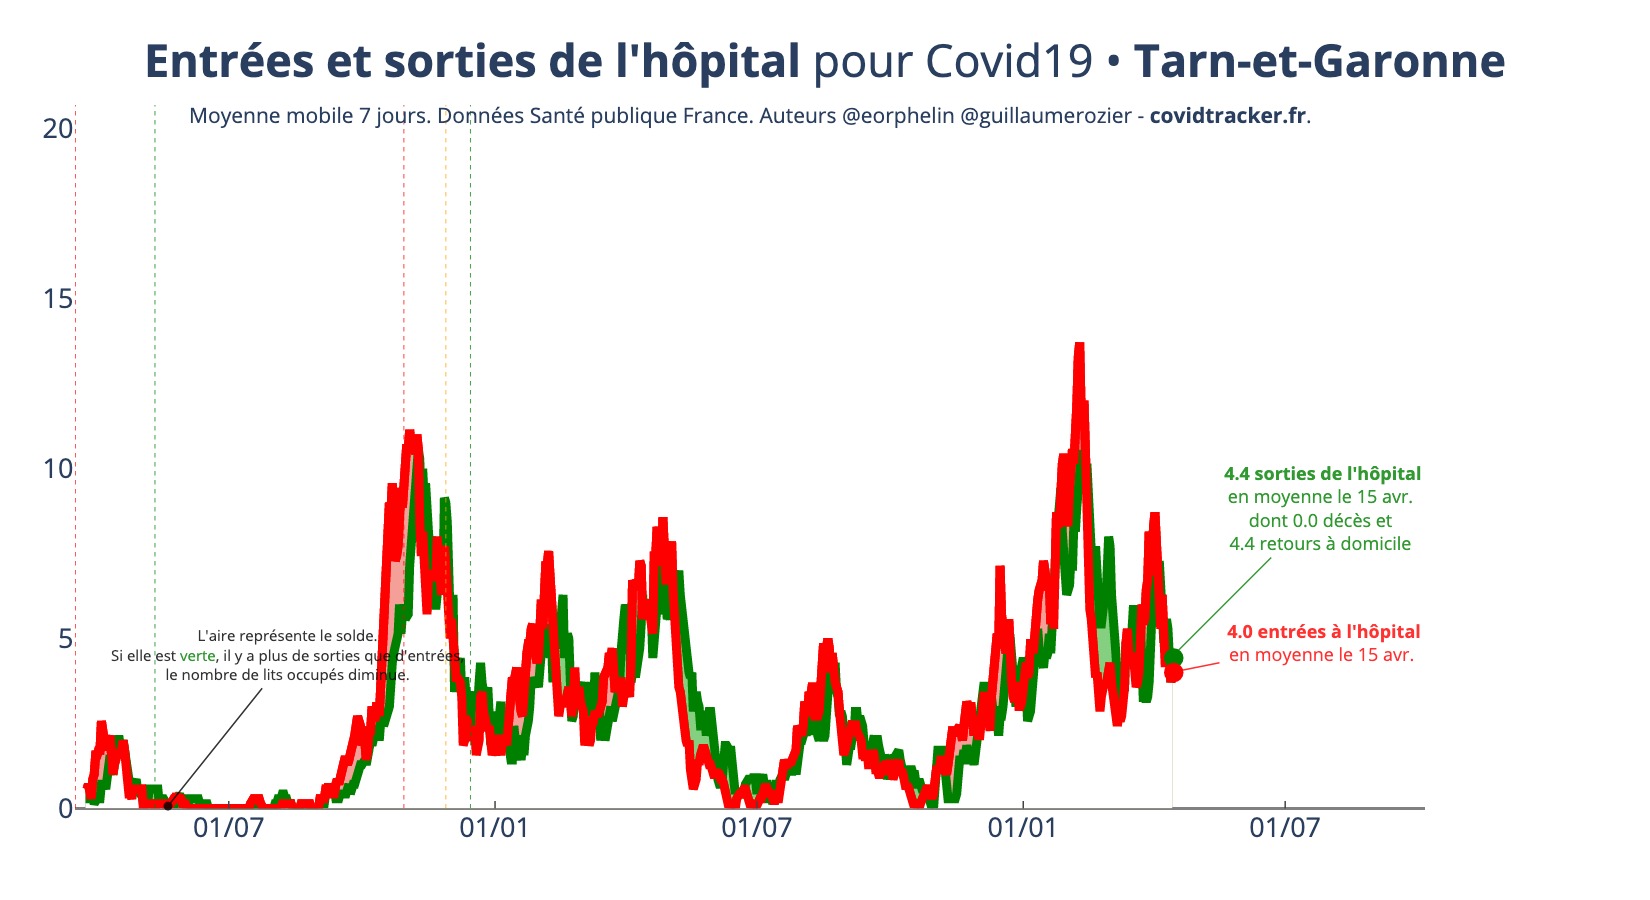 Entrées et sorties de l'hôpital pour Covid19 • Tarn-et-Garonne
Moyenne mobile 7 jours. Données Santé publique France. Auteurs @eorphelin @guillaumerozier - covidtracker.fr.
20
15
10
5
0
L'aire représente le solde.
Si elle est verte, il y a plus de sorties que d'entrées,
le nombre de lits occupés diminue.
4.4 sorties de l'hôpital
en moyenne le 15 avr.
dont 0.0 décès et
4.4 retours à domicile
4.0 entrées à l'hôpital
en moyenne le 15 avr.
01/07
01/01
01/07
01/01
01/07